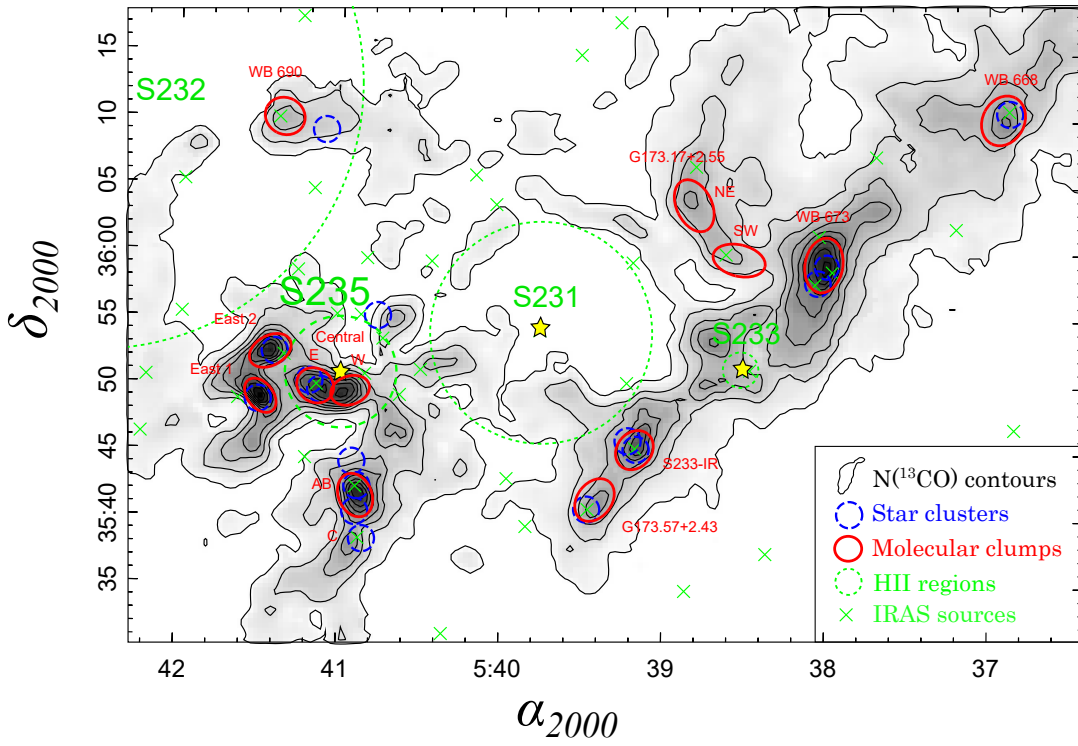 15
10
05
36:00
55
50
45
35:40
35
δ2000
42
41
5:40
39
38
37
α2000
S232
WB 690
WB 668
G173.17+2.55
NE
SW
WB 673
S235
S231
S233
East 2
Central
E
W
East 1
AB
C
S233-IR
G173.57+2.43
N(¹³CO) contours
Star clusters
Molecular clumps
HII regions
IRAS sources